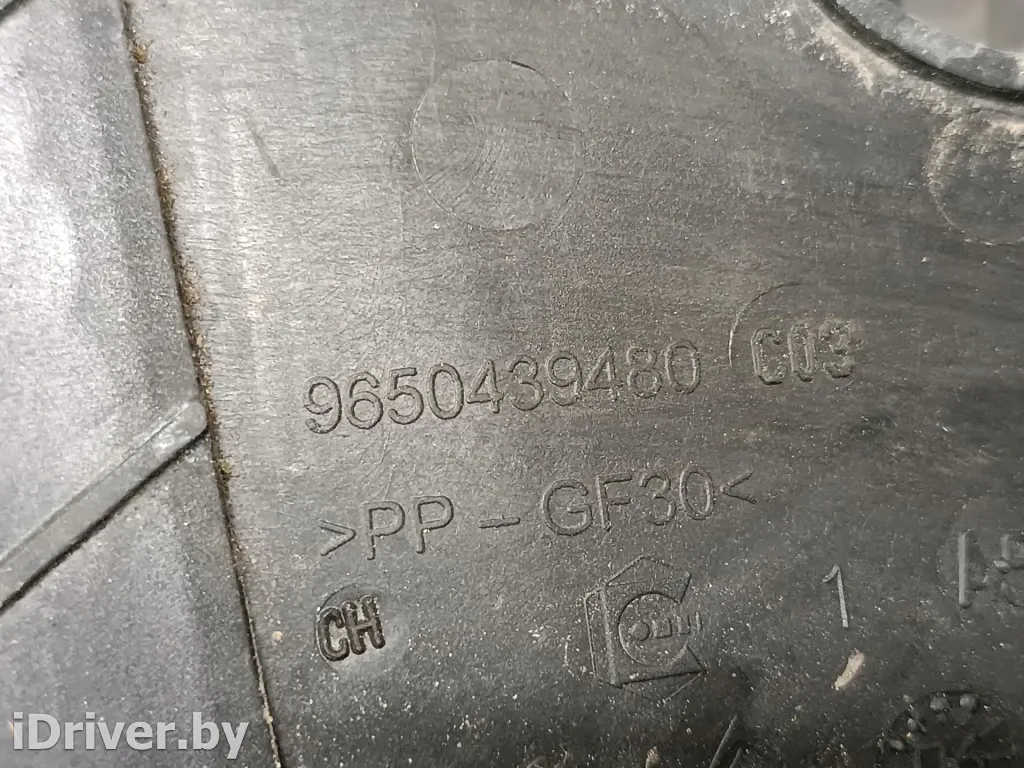 9650439480 C03
>PP-GF30<
CH
1
iDriver.by